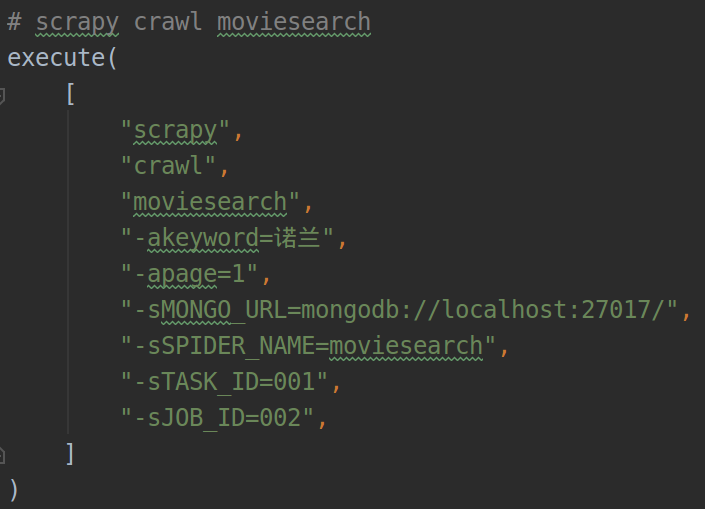 # scrapy crawl moviesearch
execute(
    [
        "scrapy",
        "crawl",
        "moviesearch",
        "-akeyword=诺兰",
        "-apage=1",
        "-sMONGO_URL=mongodb://localhost:27017/",
        "-sSPIDER_NAME=moviesearch",
        "-sTASK_ID=001",
        "-sJOB_ID=002",
    ]
)